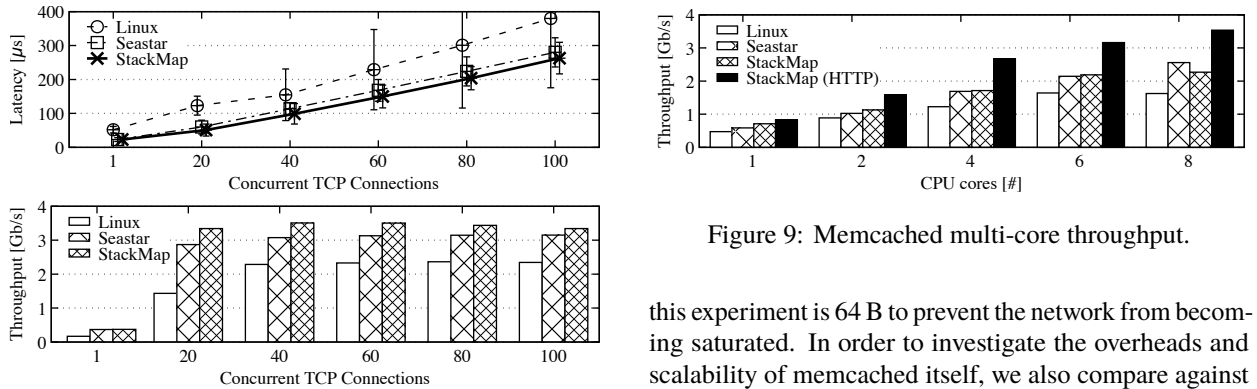 400
300
200
100
0
Latency [μs]
Linux
Seastar
StackMap
1 20 40 60 80 100
Concurrent TCP Connections
4
3
2
1
0
Throughput [Gb/s]
Linux
Seastar
StackMap
1 20 40 60 80 100
Concurrent TCP Connections
4
3
2
1
0
Throughput [Gb/s]
Linux
Seastar
StackMap
StackMap (HTTP)
1 2 4 6 8
CPU cores [#]
Figure 9: Memcached multi-core throughput.
this experiment is 64 B to prevent the network from becom-
ing saturated. In order to investigate the overheads and
scalability of memcached itself, we also compare against